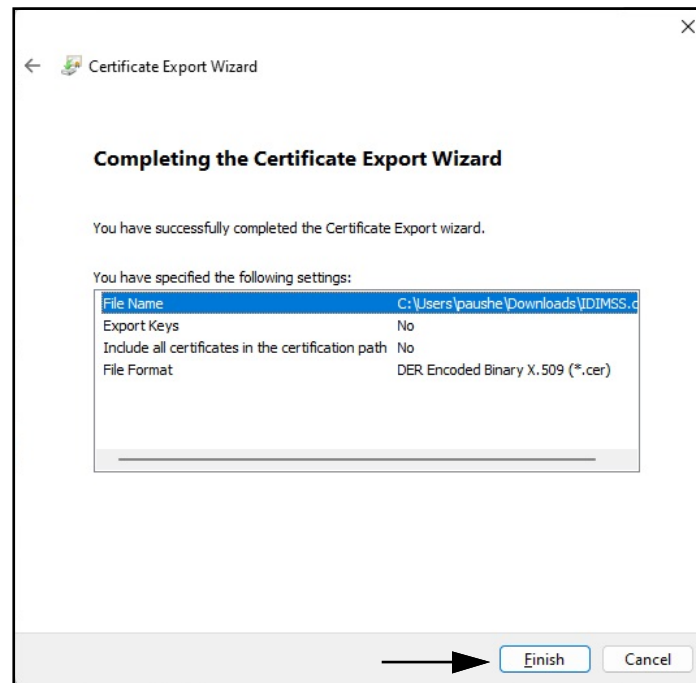 Certificate Export Wizard
Completing the Certificate Export Wizard
You have successfully completed the Certificate Export wizard.
You have specified the following settings:
File Name C:\Users\paushe\Downloads\IDIMSS.c
Export Keys No
Include all certificates in the certification path No
File Format DER Encoded Binary X.509 (*.cer)
Finish Cancel